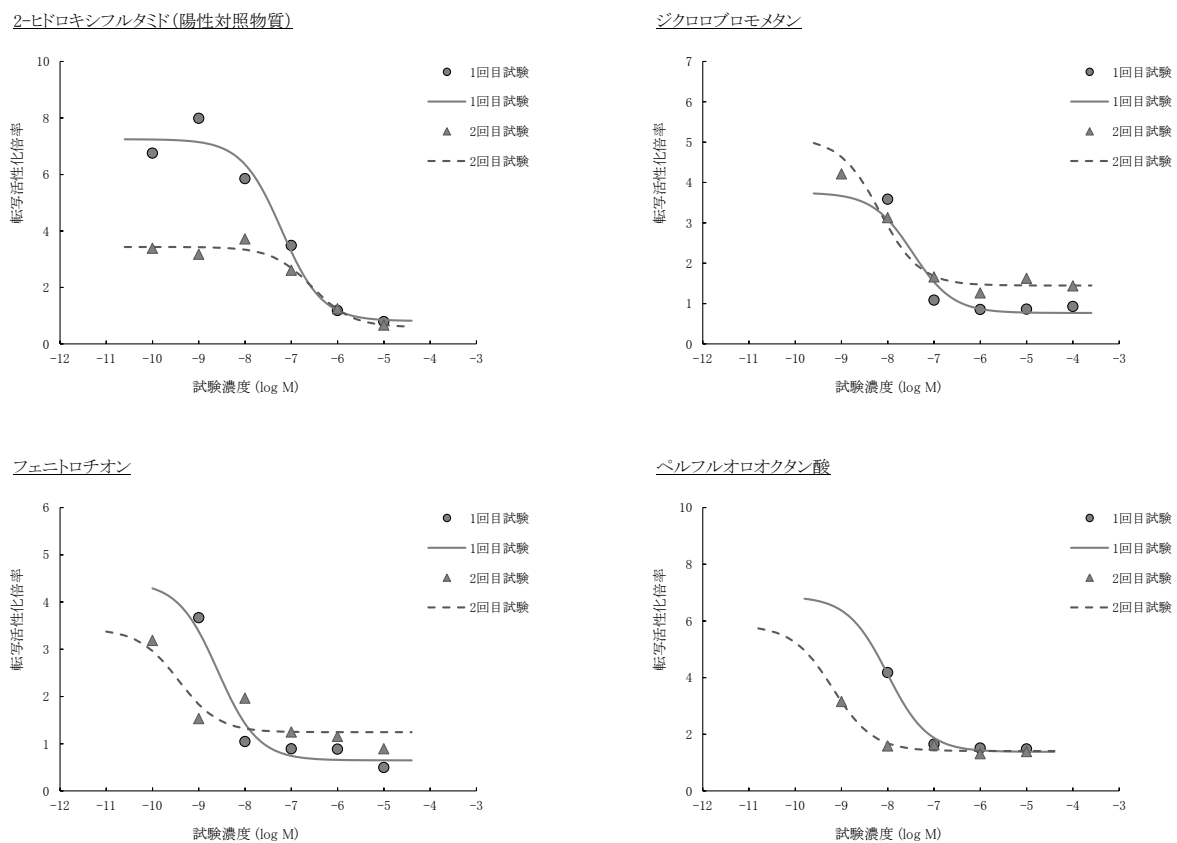 2-ヒドロキシフルタミド（陽性対照物質）
10
8
6
4
2
0
-12
-11
-10
-9
-8
-7
-6
-5
-4
-3
転写活性化倍率
試験濃度 (log M)
1回目試験
1回目試験
2回目試験
2回目試験
ジクロロブロモメタン
7
6
5
4
3
2
1
0
-12
-11
-10
-9
-8
-7
-6
-5
-4
-3
転写活性化倍率
試験濃度 (log M)
1回目試験
1回目試験
2回目試験
2回目試験
フェニトロチオン
6
5
4
3
2
1
0
-12
-11
-10
-9
-8
-7
-6
-5
-4
-3
転写活性化倍率
試験濃度 (log M)
1回目試験
1回目試験
2回目試験
2回目試験
ペルフルオロオクタン酸
10
8
6
4
2
0
-12
-11
-10
-9
-8
-7
-6
-5
-4
-3
転写活性化倍率
試験濃度 (log M)
1回目試験
1回目試験
2回目試験
2回目試験